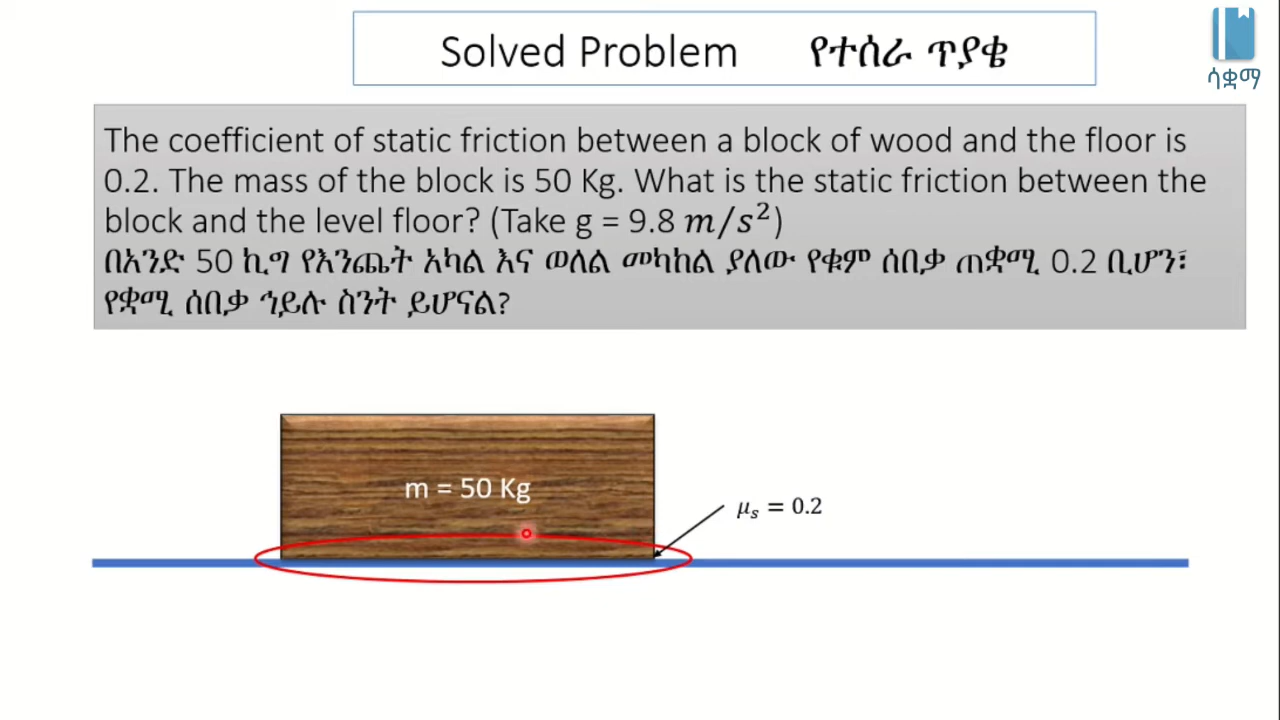 Solved Problem የተሰራ ጥያቄ
ሳቋማ
The coefficient of static friction between a block of wood and the floor is
0.2. The mass of the block is 50 Kg. What is the static friction between the
block and the level floor? (Take g = 9.8 m/s²)
በአንድ 50 ኪግ የእንጨት አካል እና ወለል መካከል ያለው የቁም ሰበቃ ጠቋሚ 0.2 ቢሆን፣
የቋሚ ሰበቃ ኅይሉ ስንት ይሆናል?
m = 50 Kg
μₛ = 0.2